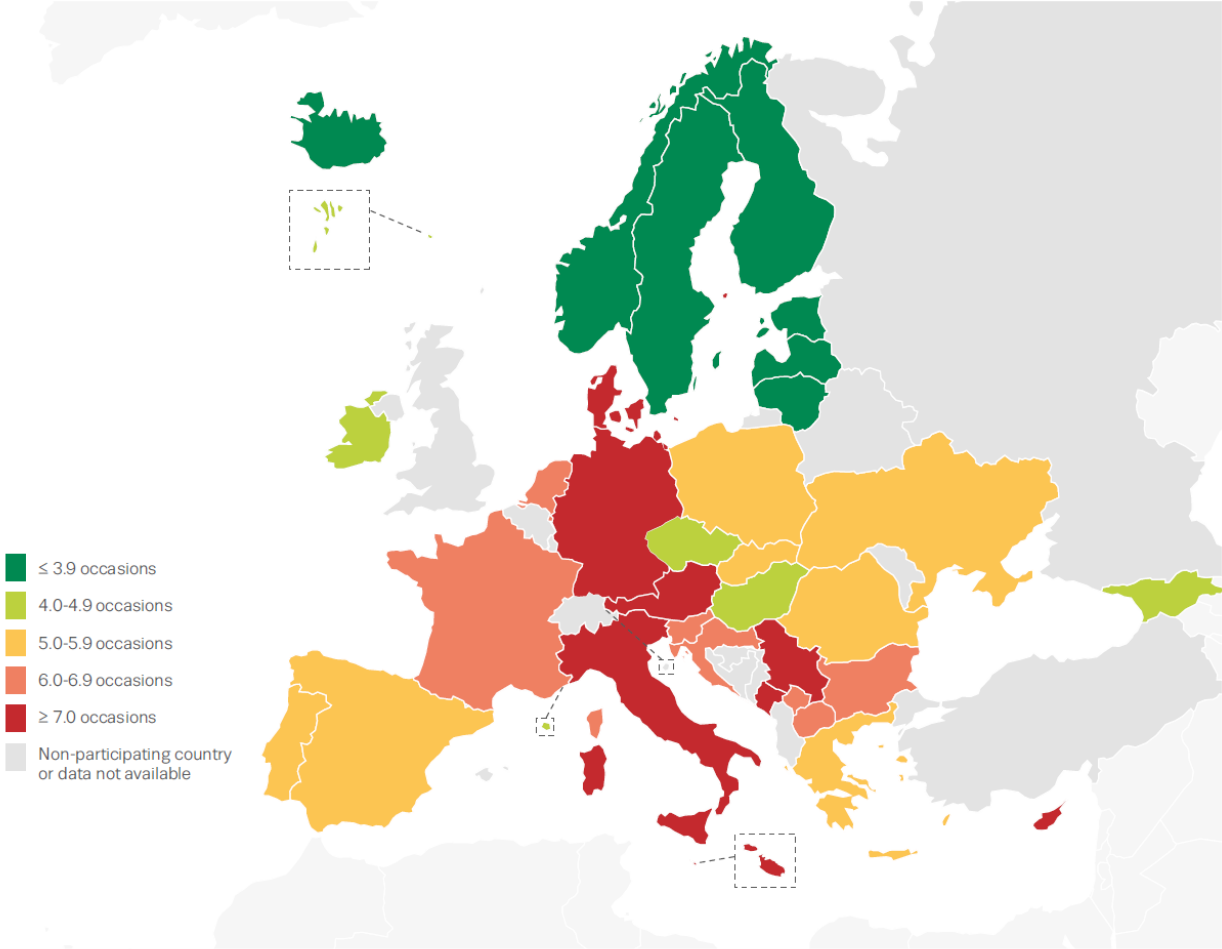 ≤ 3.9 occasions
4.0-4.9 occasions
5.0-5.9 occasions
6.0-6.9 occasions
≥ 7.0 occasions
Non-participating country
or data not available